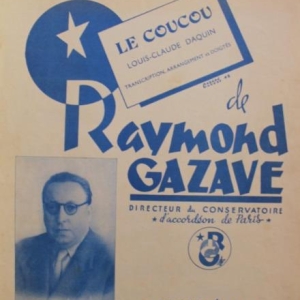 LE COUCOU
LOUIS-CLAUDE DAQUIN
TRANSCRIPTION, ARRANGEMENT et DOIGTÉS
de
Raymond
GAZAVE
DIRECTEUR du CONSERVATOIRE
d'accordéon de Paris